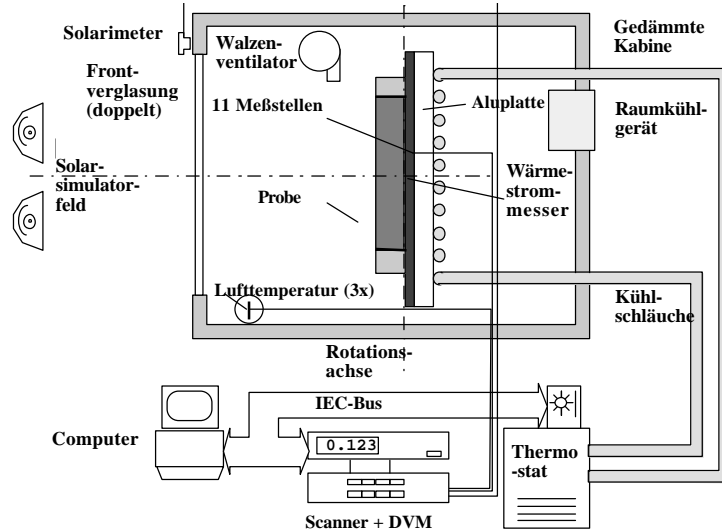 Solarimeter
Walzen-
ventilator
Gedämmte
Kabine
Front-
verglasung
(doppelt)
11 Meßstellen
Aluplatte
Raumkühl-
gerät
Solar-
simulator-
feld
Wärme-
strom-
messer
Probe
Lufttemperatur (3x)
Kühl-
schläuche
Rotations-
achse
IEC-Bus
Computer
0.123
Thermo
-stat
Scanner + DVM